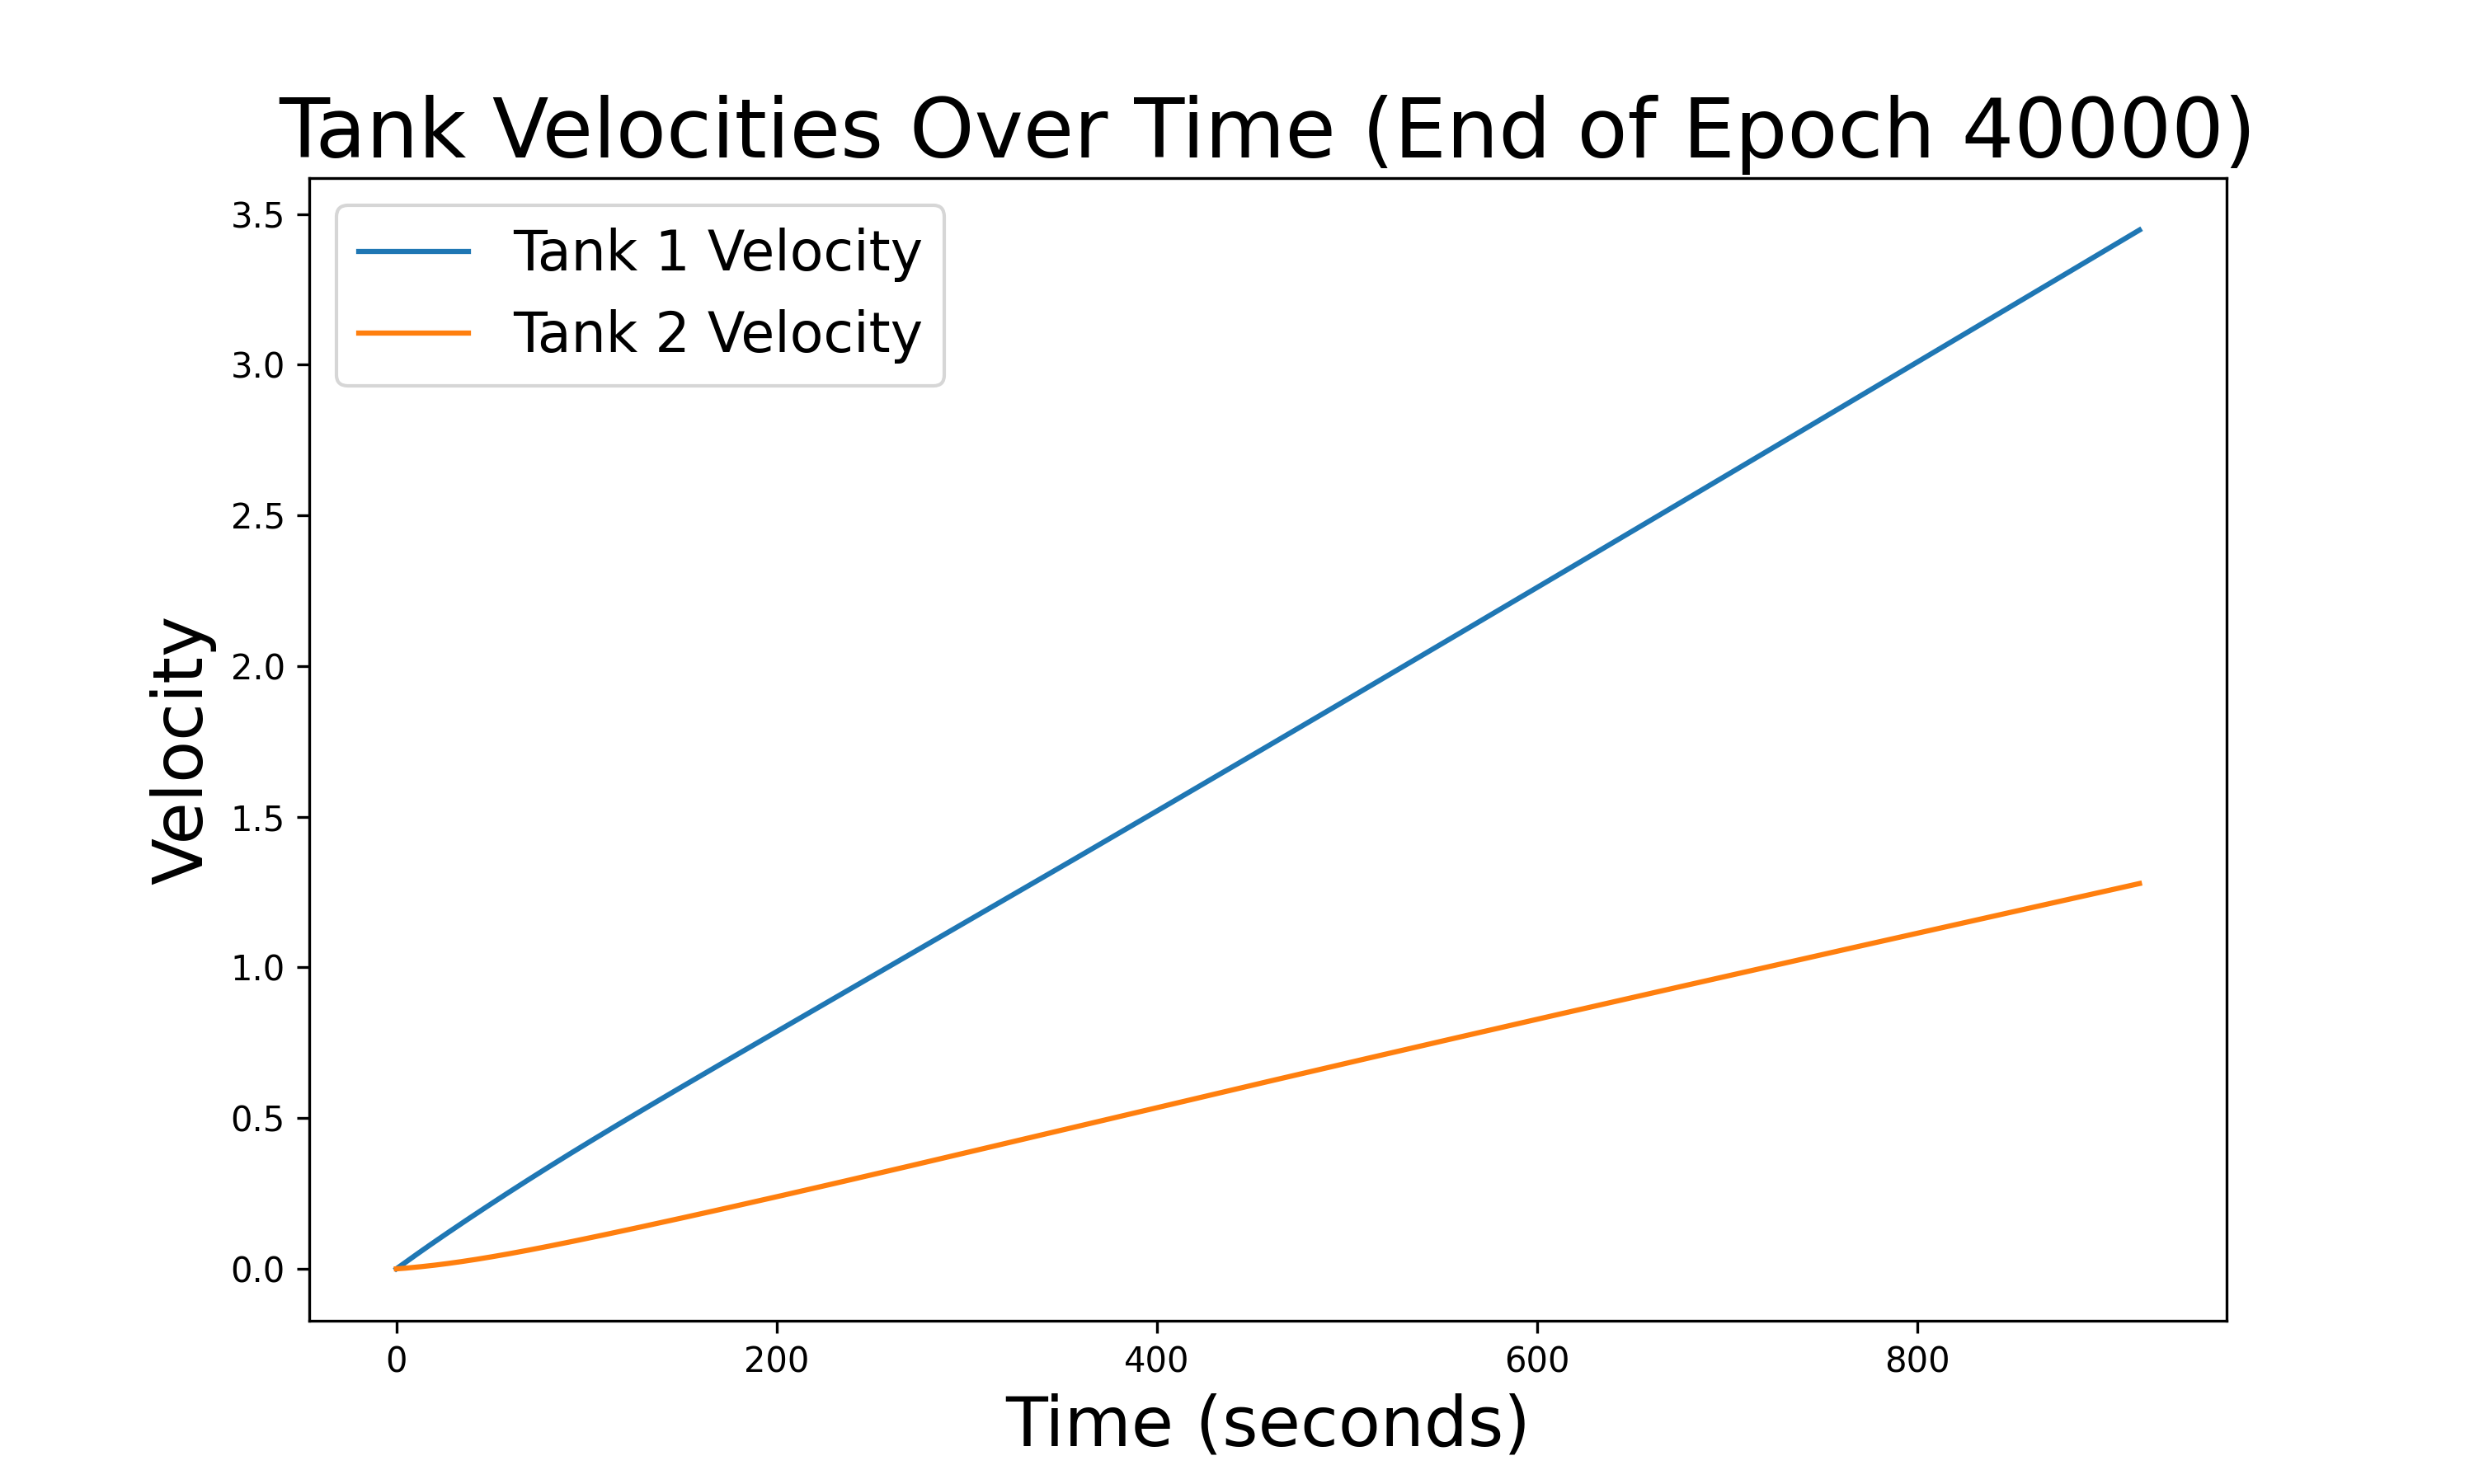 Tank Velocities Over Time (End of Epoch 40000)
Tank 1 Velocity
Tank 2 Velocity
Velocity
3.5
3.0
2.5
2.0
1.5
1.0
0.5
0.0
0 200 400 600 800
Time (seconds)